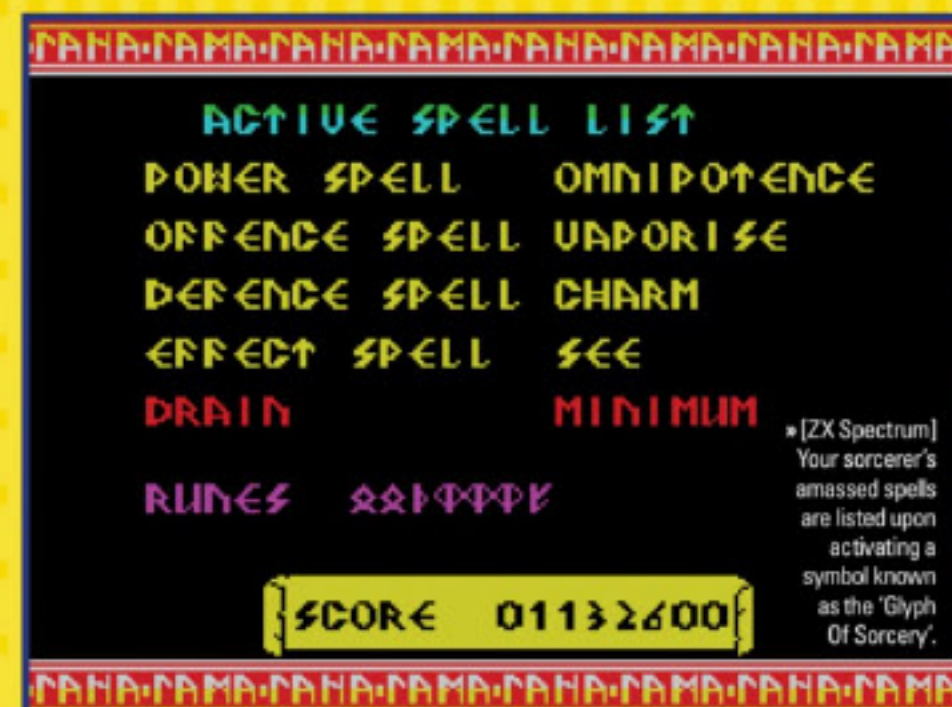 ACTIVE SPELL LIST
POWER SPELL OMNIPOTENCE
OFFENCE SPELL VAPORISE
DEFENCE SPELL CHARM
EFFECT SPELL SEE
DRAIN MINIMUM
RUNES
SCORE 01132600
» [ZX Spectrum]
Your sorcerer's
amassed spells
are listed upon
activating a
symbol known
as the 'Glyph
Of Sorcery'.